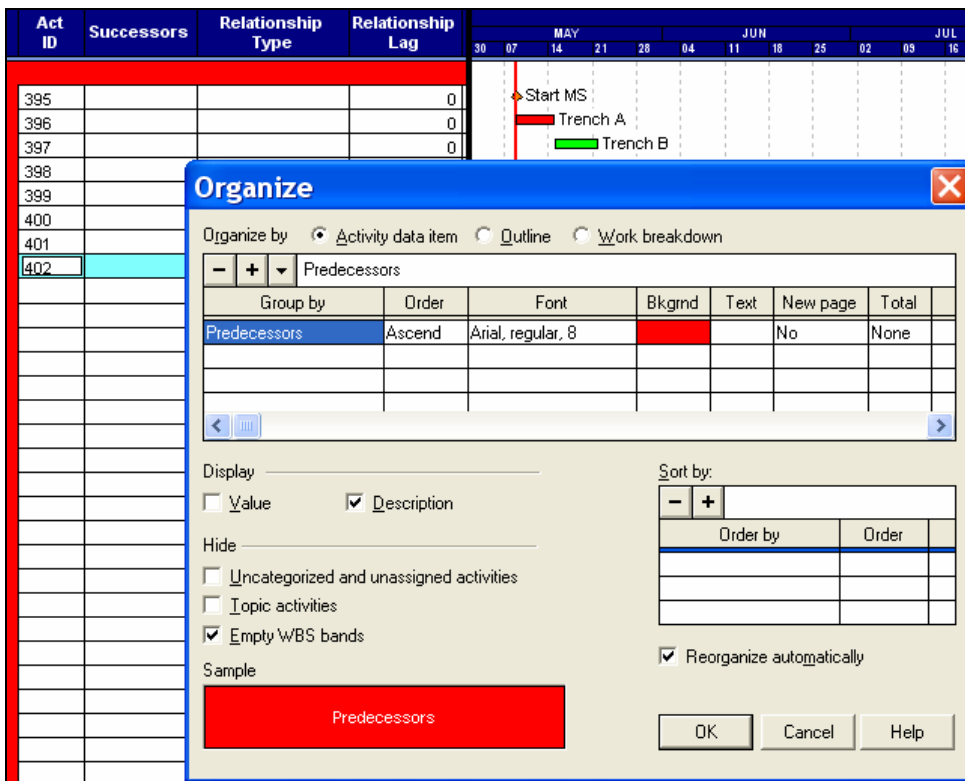 Act ID Successors Relationship Type Relationship Lag
MAY JUN JUL
30 07 14 21 28 04 11 18 25 02 09 16
395 0 Start MS
396 0 Trench A
397 0 Trench B
398
399
400
401
402
Organize
Organize by Activity data item Outline Work breakdown
− + Predecessors
Group by Order Font Bkgrnd Text New page Total
Predecessors Ascend Arial, regular, 8 No None
Display
Value Description
Hide
Uncategorized and unassigned activities
Topic activities
Empty WBS bands
Sample
Predecessors
Sort by:
− +
Order by Order
Reorganize automatically
OK Cancel Help